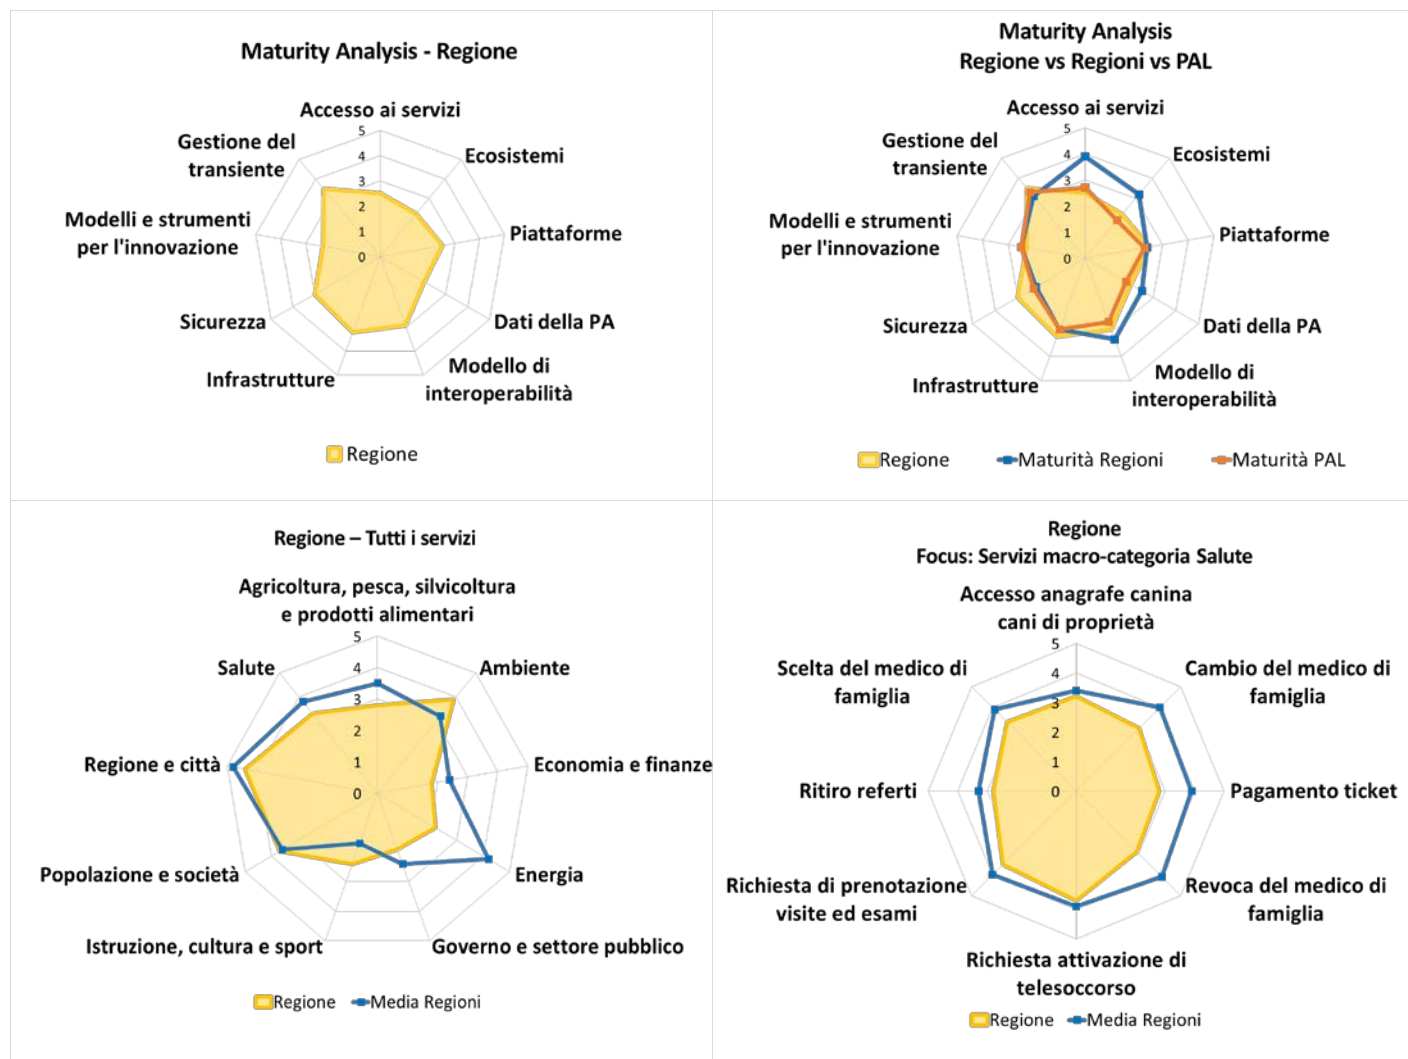 Maturity Analysis - Regione
Accesso ai servizi
Gestione del
transiente
Ecosistemi
Modelli e strumenti
per l'innovazione
Piattaforme
Sicurezza
Dati della PA
Infrastrutture
Modello di
interoperabilità
5
4
3
2
1
0
Regione
Maturity Analysis
Regione vs Regioni vs PAL
Accesso ai servizi
Gestione del
transiente
Ecosistemi
Modelli e strumenti
per l'innovazione
Piattaforme
Sicurezza
Dati della PA
Infrastrutture
Modello di
interoperabilità
5
4
3
2
1
0
Regione
Maturità Regioni
Maturità PAL
Regione – Tutti i servizi
Agricoltura, pesca, silvicoltura
e prodotti alimentari
Salute
Ambiente
Regione e città
Economia e finanze
Popolazione e società
Energia
Istruzione, cultura e sport
Governo e settore pubblico
5
4
3
2
1
0
Regione
Media Regioni
Regione
Focus: Servizi macro-categoria Salute
Accesso anagrafe canina
cani di proprietà
Scelta del medico di
famiglia
Cambio del medico di
famiglia
Ritiro referti
Pagamento ticket
Richiesta di prenotazione
visite ed esami
Revoca del medico di
famiglia
Richiesta attivazione di
telesoccorso
5
4
3
2
1
0
Regione
Media Regioni